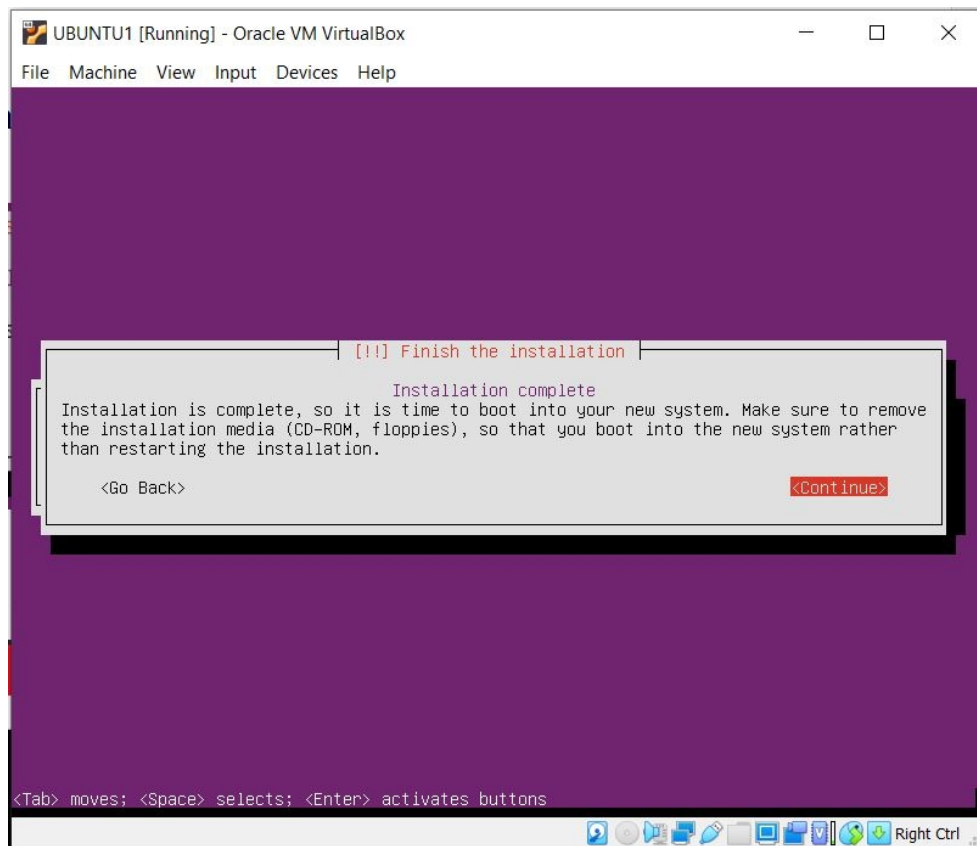 UBUNTU1 [Running] - Oracle VM VirtualBox
File Machine View Input Devices Help
[!!] Finish the installation
Installation complete
Installation is complete, so it is time to boot into your new system. Make sure to remove
the installation media (CD-ROM, floppies), so that you boot into the new system rather
than restarting the installation.
<Go Back> <Continue>
<Tab> moves; <Space> selects; <Enter> activates buttons
Right Ctrl